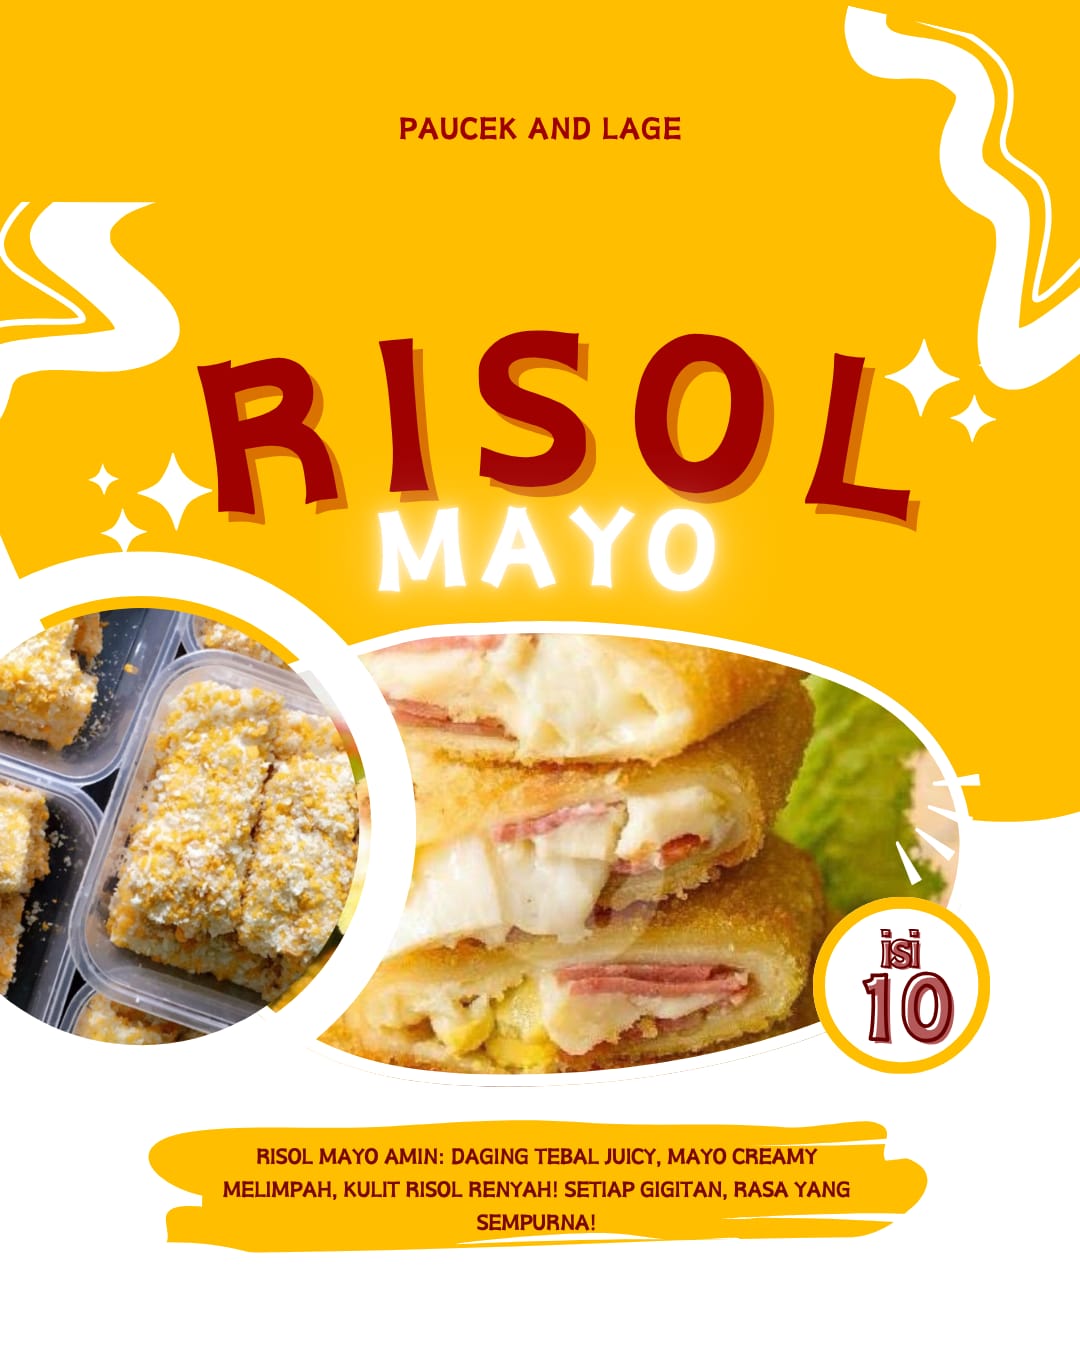 PAUCEK AND LAGE
RISOL
MAYO
isi
10
RISOL MAYO AMIN: DAGING TEBAL JUICY, MAYO CREAMY
MELIMPAH, KULIT RISOL RENYAH! SETIAP GIGITAN, RASA YANG
SEMPURNA!